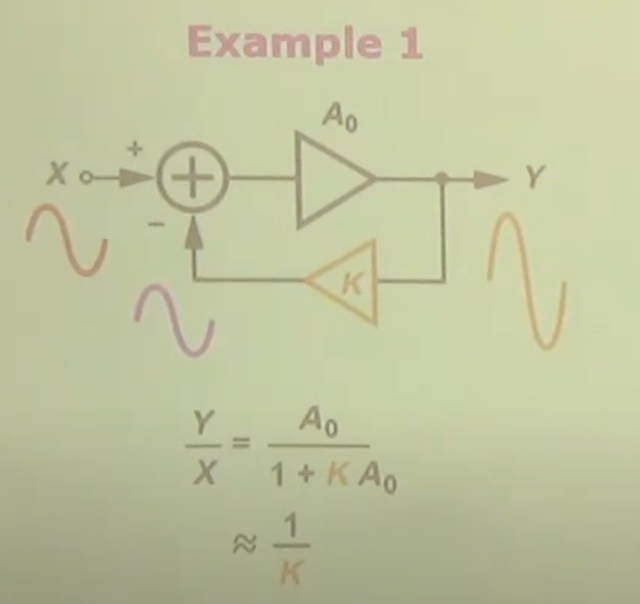 Example 1
A₀
X + + Y
−
K
Y/X = A₀/(1 + K A₀)
≈ 1/K